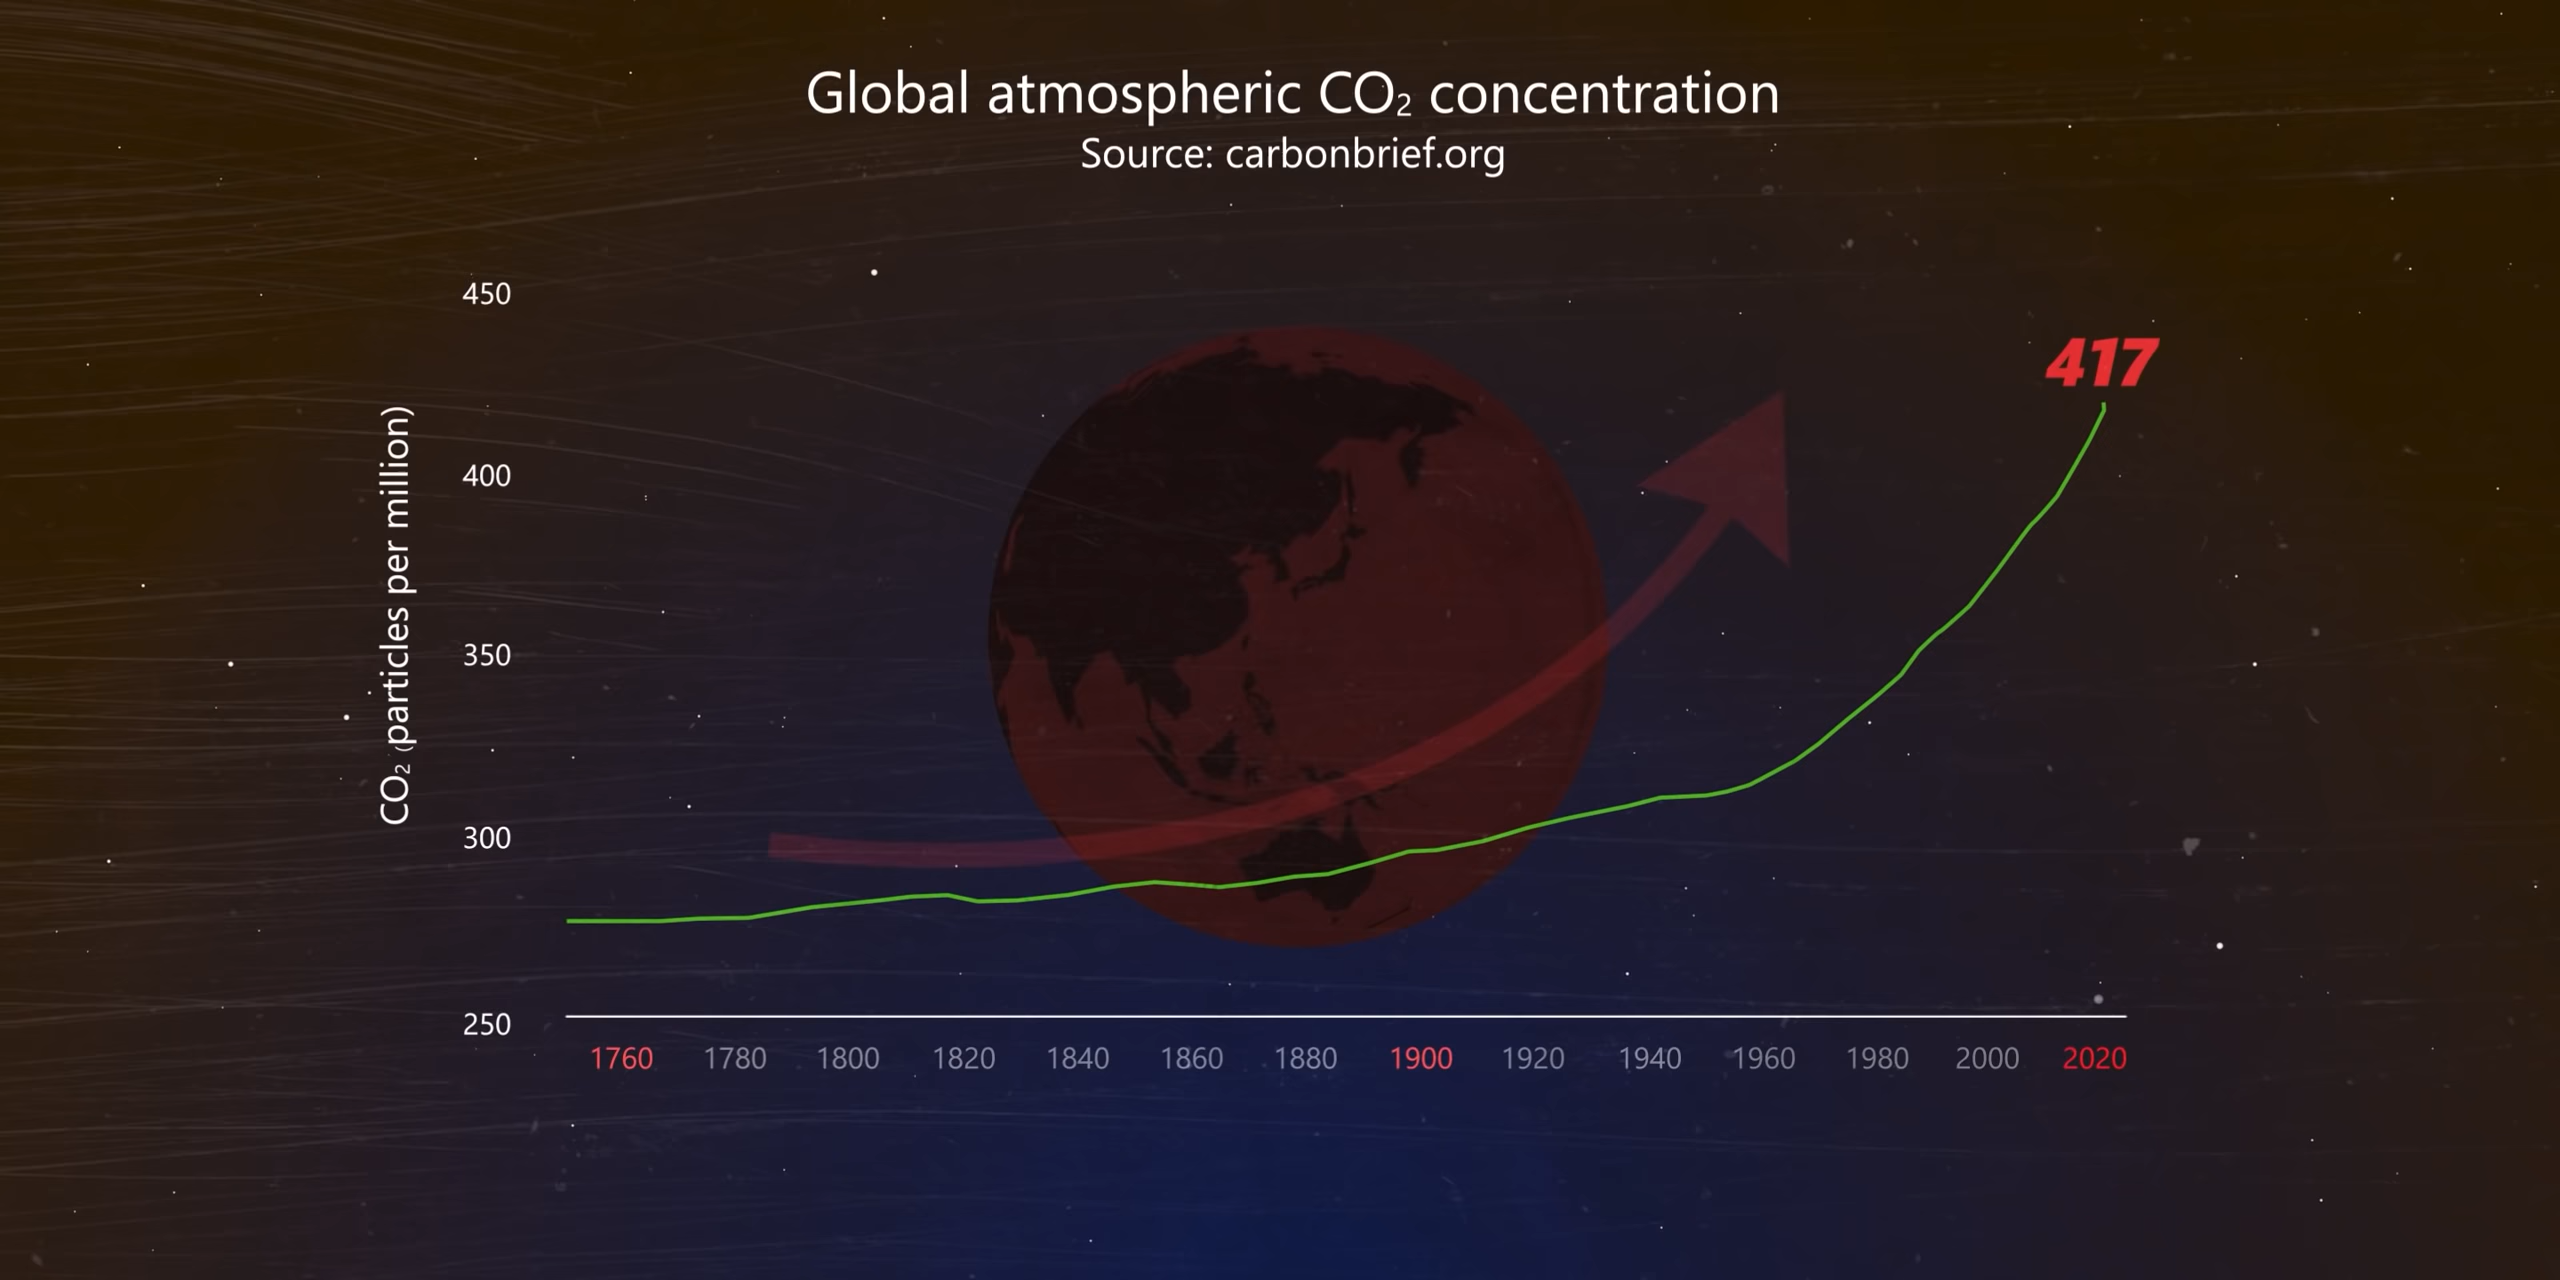 Global atmospheric CO₂ concentration
Source: carbonbrief.org
CO₂ (particles per million)
450
400
350
300
250
417
1760 1780 1800 1820 1840 1860 1880 1900 1920 1940 1960 1980 2000 2020